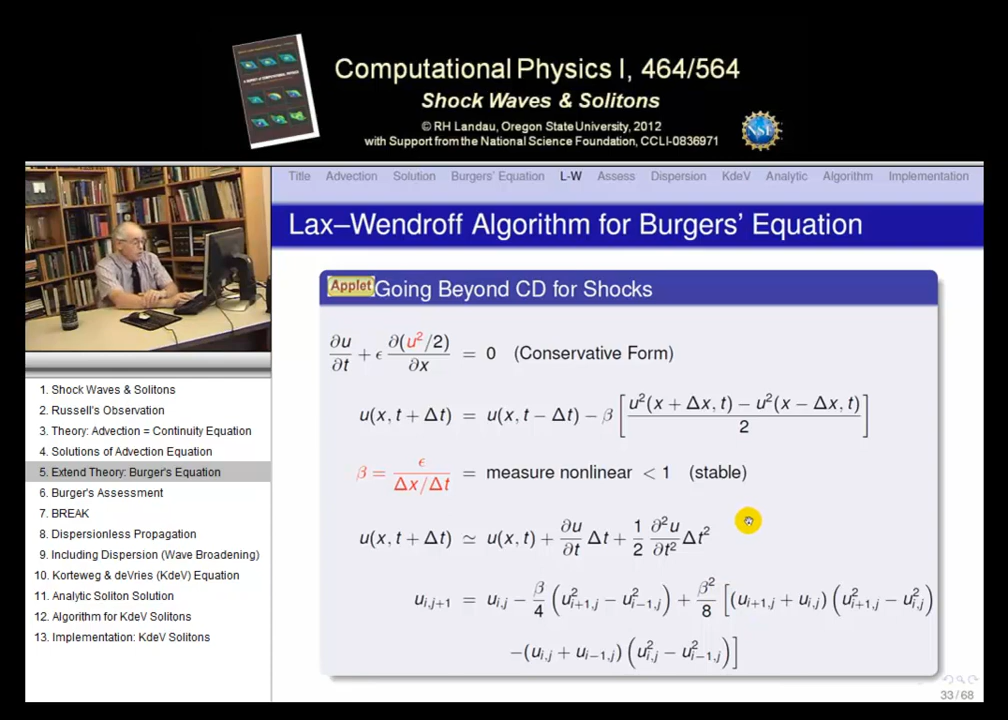 Computational Physics I, 464/564
Shock Waves & Solitons
© RH Landau, Oregon State University, 2012
with Support from the National Science Foundation, CCLI-0836971
NSF
Title Advection Solution Burgers' Equation L-W Assess Dispersion KdeV Analytic Algorithm Implementation
Lax–Wendroff Algorithm for Burgers' Equation
Applet Going Beyond CD for Shocks
∂u/∂t + ϵ ∂(u²/2)/∂x = 0 (Conservative Form)
u(x, t + Δt) = u(x, t − Δt) − β [ (u²(x + Δx, t) − u²(x − Δx, t)) / 2 ]
β = ϵ / (Δx/Δt) = measure nonlinear < 1 (stable)
u(x, t + Δt) ≃ u(x, t) + ∂u/∂t Δt + 1/2 ∂²u/∂t² Δt²
u_{i,j+1} = u_{i,j} − β/4 (u²_{i+1,j} − u²_{i−1,j}) + β²/8 [(u_{i+1,j} + u_{i,j}) (u²_{i+1,j} − u²_{i,j})
−(u_{i,j} + u_{i−1,j}) (u²_{i,j} − u²_{i−1,j})]
33 / 68
1. Shock Waves & Solitons
2. Russell's Observation
3. Theory: Advection = Continuity Equation
4. Solutions of Advection Equation
5. Extend Theory: Burger's Equation
6. Burger's Assessment
7. BREAK
8. Dispersionless Propagation
9. Including Dispersion (Wave Broadening)
10. Korteweg & deVries (KdeV) Equation
11. Analytic Soliton Solution
12. Algorithm for KdeV Solitons
13. Implementation: KdeV Solitons